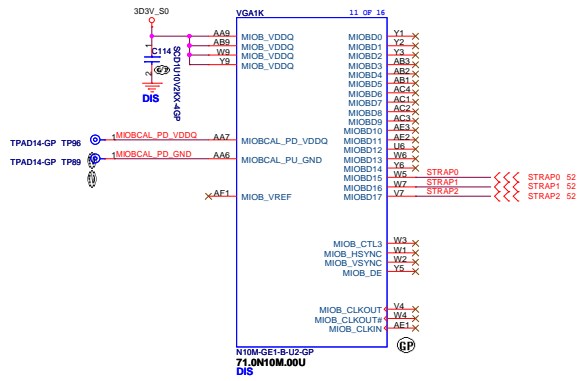 3D3V_S0
VGA1K
11 OF 16
AA9 MIOB_VDDQ
AB9 MIOB_VDDQ
W9 MIOB_VDDQ
Y9 MIOB_VDDQ
1
C114
SCD1U10V2KX-4GP
GP
2
DIS
TPAD14-GP TP96 1 MIOBCAL_PD_VDDQ AA7 MIOBCAL_PD_VDDQ
TPAD14-GP TP89 1 MIOBCAL_PD_GND AA6 MIOBCAL_PU_GND
AF1 MIOB_VREF
MIOBD0 Y1
MIOBD1 Y2
MIOBD2 Y3
MIOBD3 AB3
MIOBD4 AB2
MIOBD5 AB1
MIOBD6 AC4
MIOBD7 AC1
MIOBD8 AC2
MIOBD9 AC3
MIOBD10 AE3
MIOBD11 AE2
MIOBD12 U6
MIOBD13 W6
MIOBD14 Y6
MIOBD15 W5 STRAP0 STRAP0 52
MIOBD16 W7 STRAP1 STRAP1 52
MIOBD17 V7 STRAP2 STRAP2 52
MIOB_CTL3 W3
MIOB_HSYNC W1
MIOB_VSYNC W2
MIOB_DE Y5
MIOB_CLKOUT V4
MIOB_CLKOUT# W4
MIOB_CLKIN AE1
GP
N10M-GE1-B-U2-GP
71.0N10M.00U
DIS